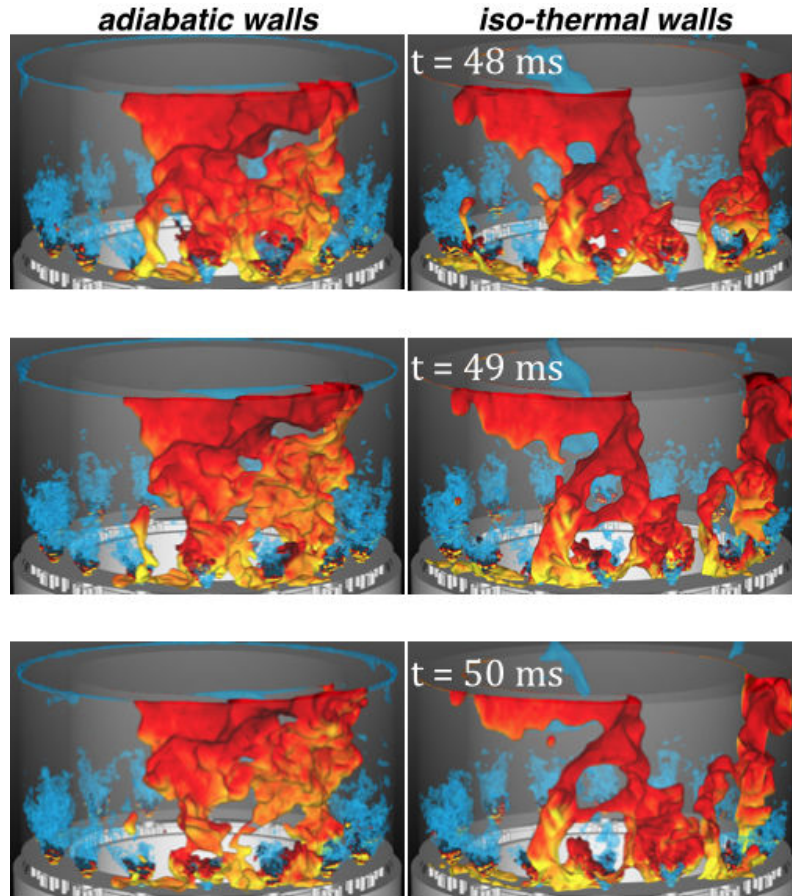 adiabatic walls
iso-thermal walls
t = 48 ms
t = 49 ms
t = 50 ms